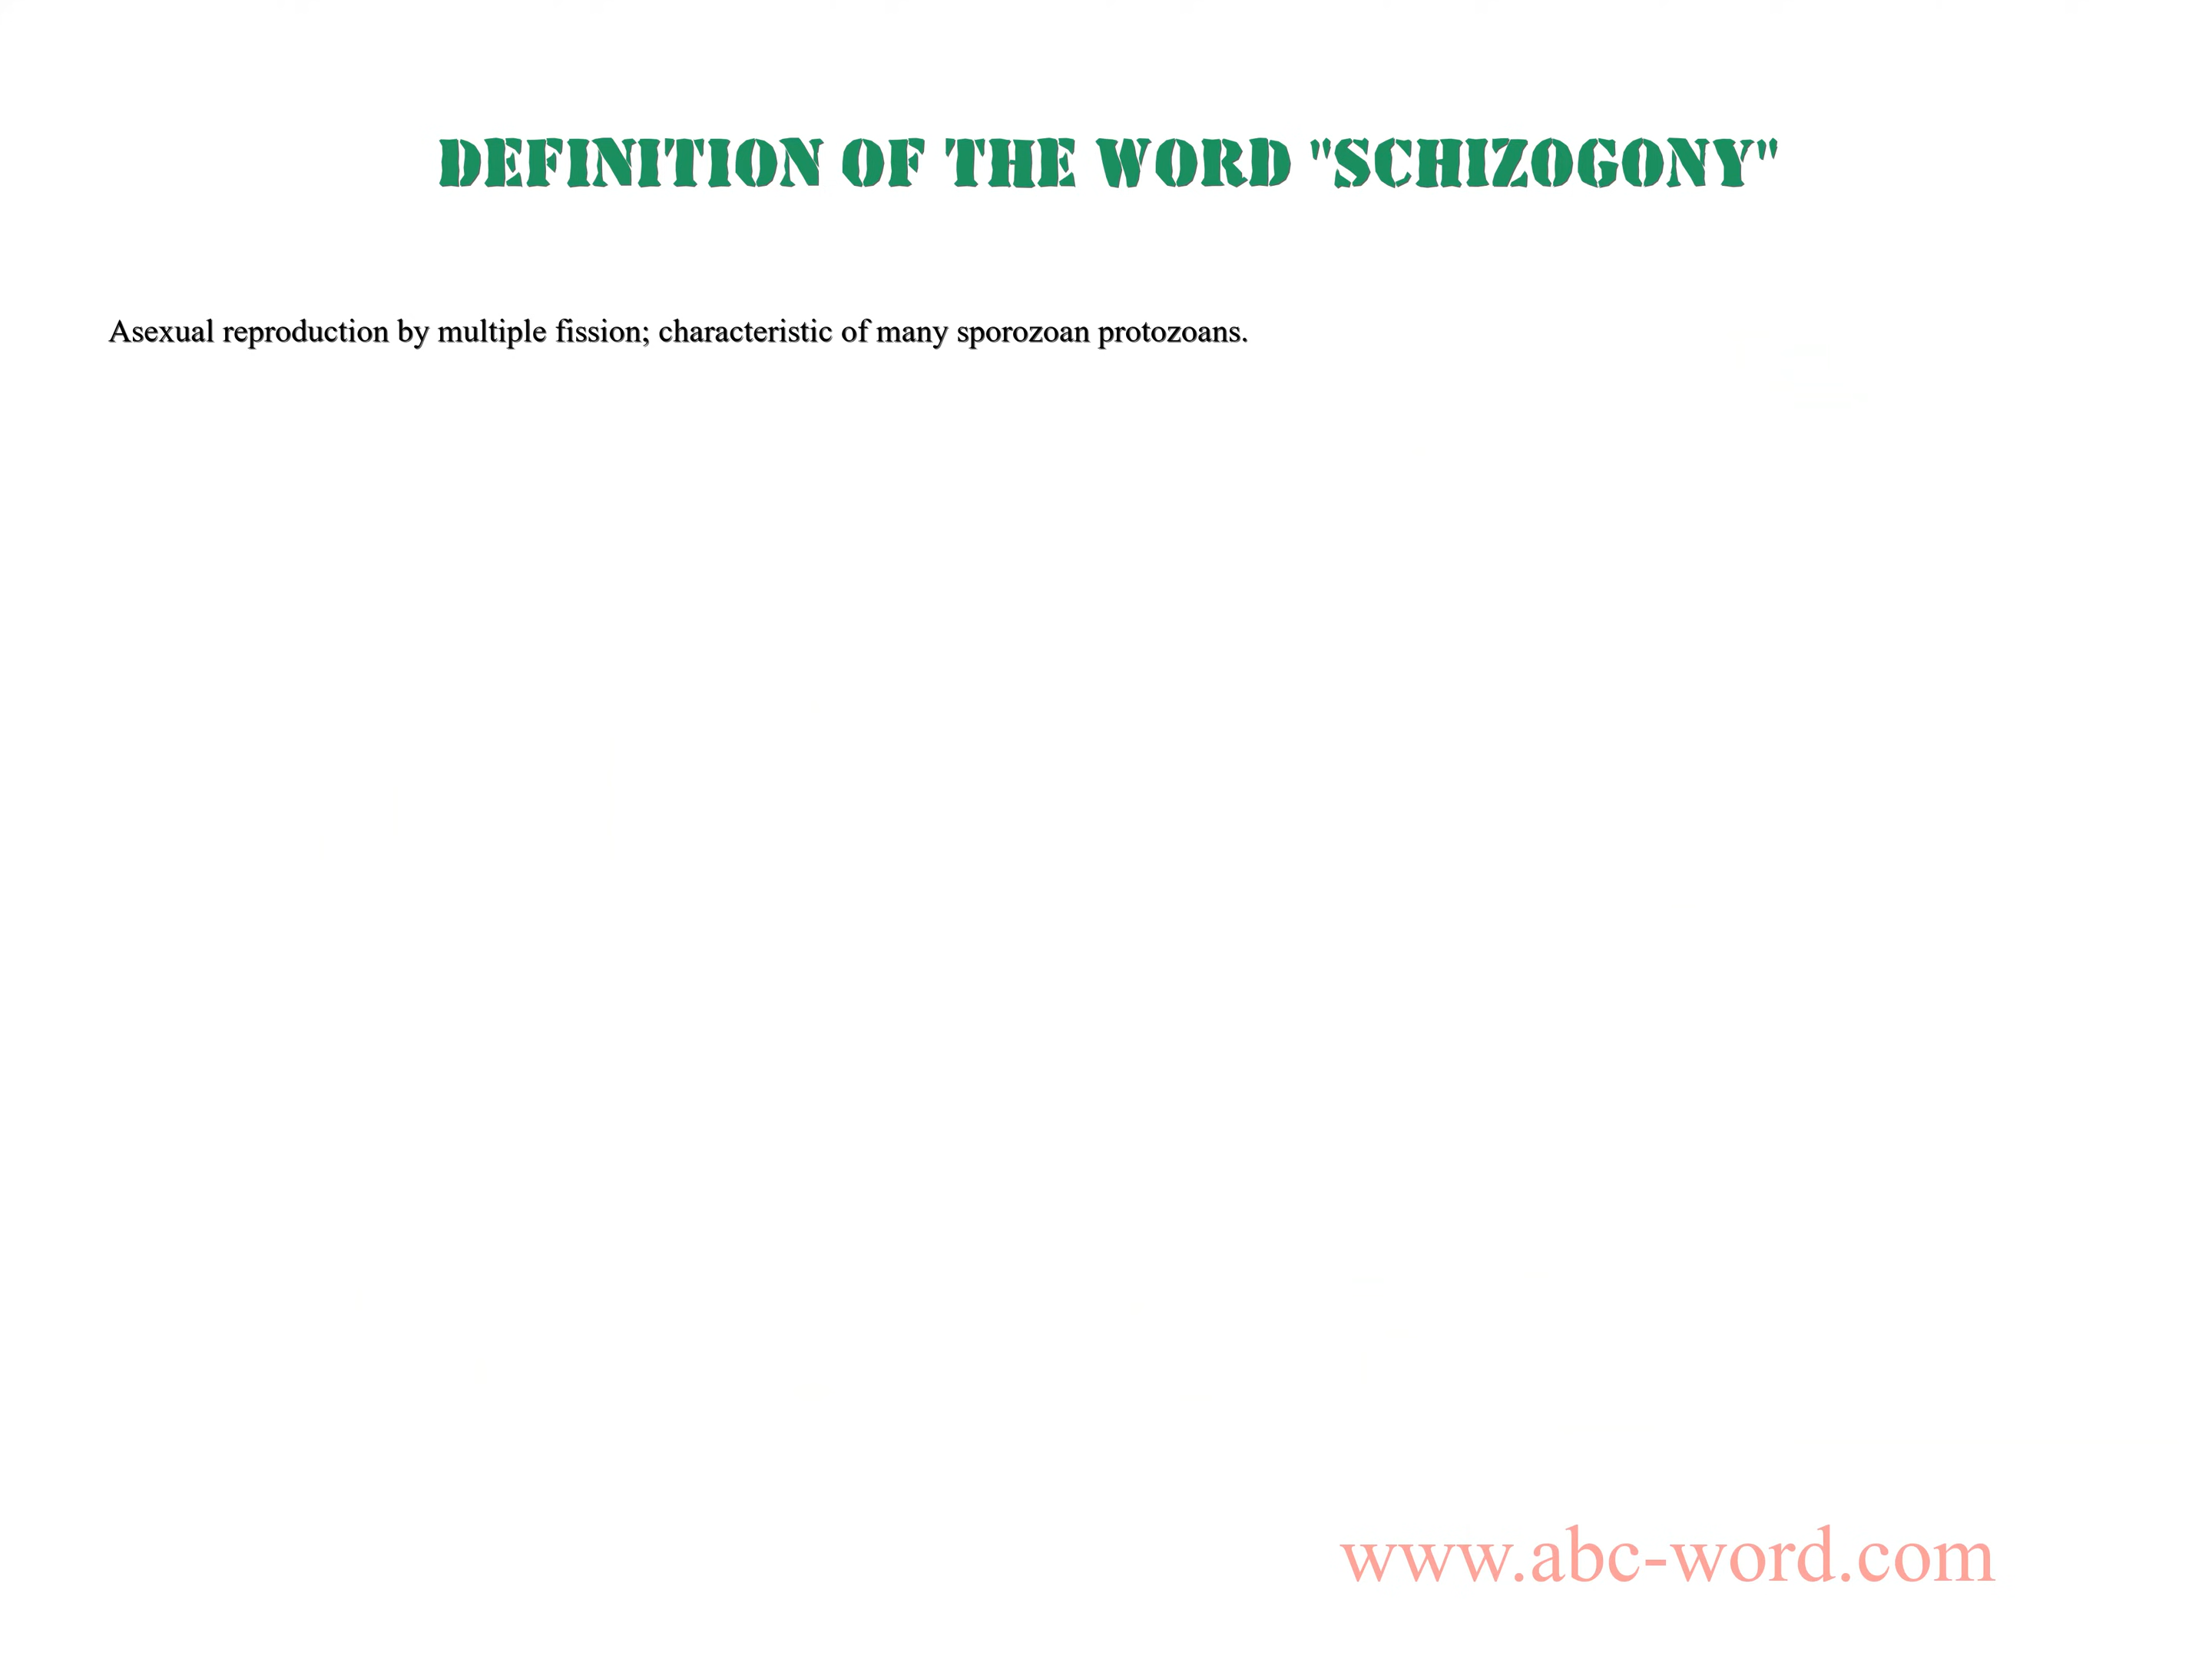 DEFINITION OF THE WORD "SCHIZOGONY"
Asexual reproduction by multiple fission; characteristic of many sporozoan protozoans.
www.abc-word.com